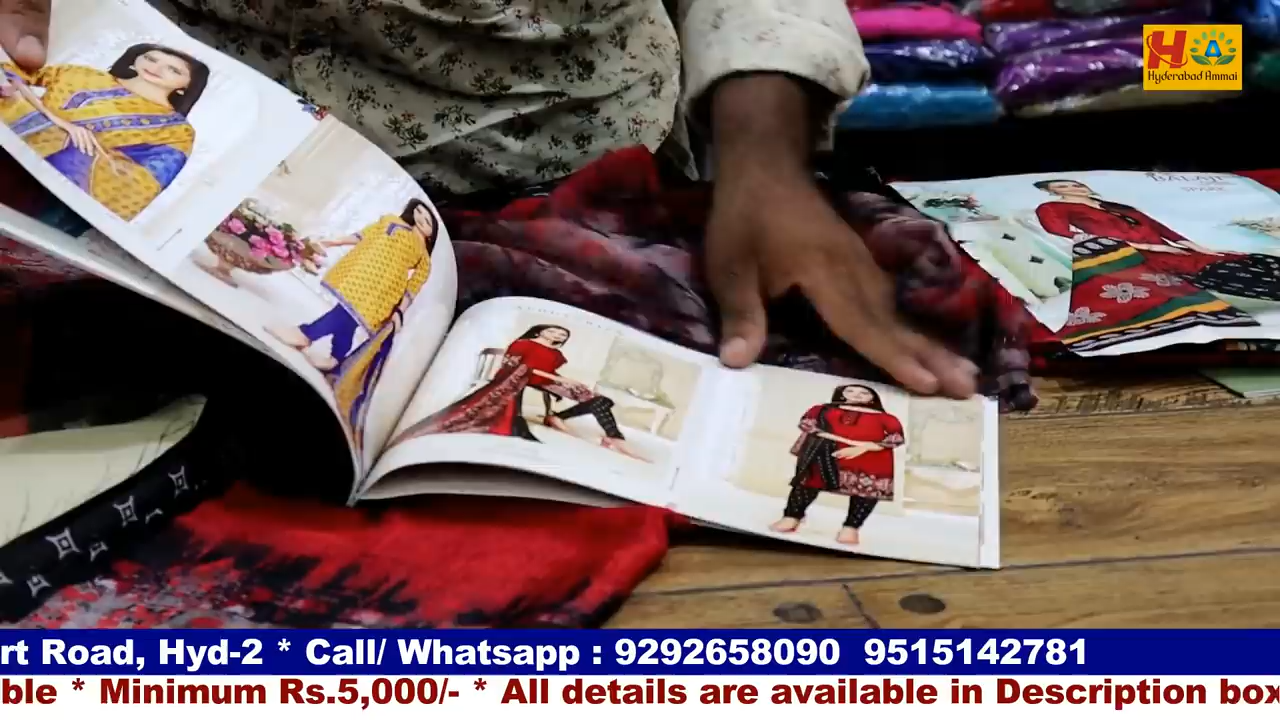 H A
Hyderabad Ammai
BALAJI
rt Road, Hyd-2 * Call/ Whatsapp : 9292658090 9515142781
ble * Minimum Rs.5,000/- * All details are available in Description box